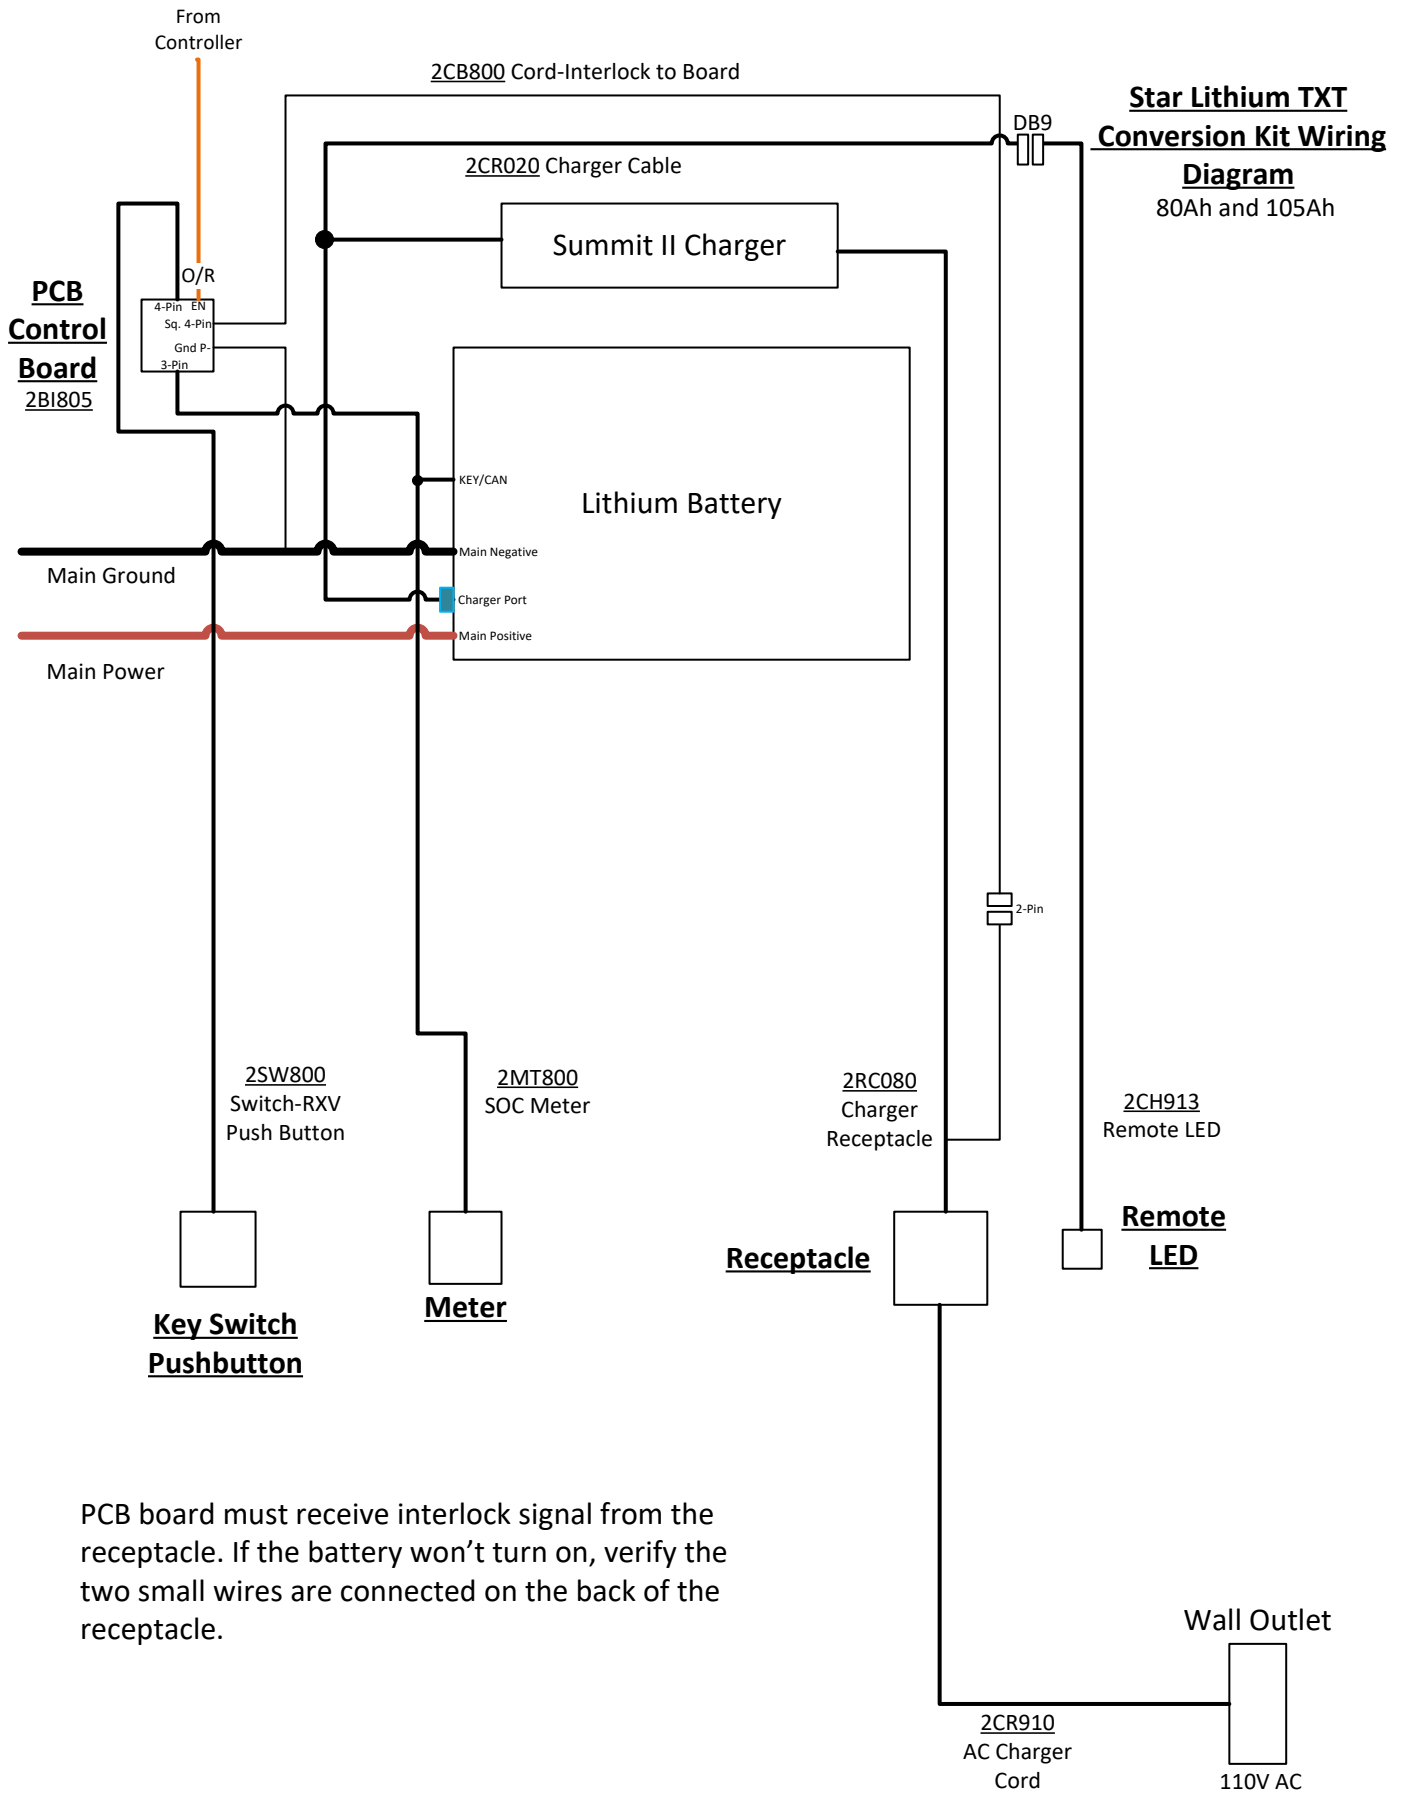 From
Controller
2CB800 Cord-Interlock to Board
Star Lithium TXT
Conversion Kit Wiring
Diagram
80Ah and 105Ah
DB9
2CR020 Charger Cable
Summit II Charger
O/R
PCB
Control
Board
2BI805
4-Pin EN
Sq. 4-Pin
Gnd P-
3-Pin
KEY/CAN
Lithium Battery
Main Negative
Main Ground
Charger Port
Main Positive
Main Power
2-Pin
2SW800
Switch-RXV
Push Button
2MT800
SOC Meter
2RC080
Charger
Receptacle
2CH913
Remote LED
Remote
LED
Receptacle
Meter
Key Switch
Pushbutton
PCB board must receive interlock signal from the
receptacle. If the battery won’t turn on, verify the
two small wires are connected on the back of the
receptacle.
Wall Outlet
2CR910
AC Charger
Cord
110V AC